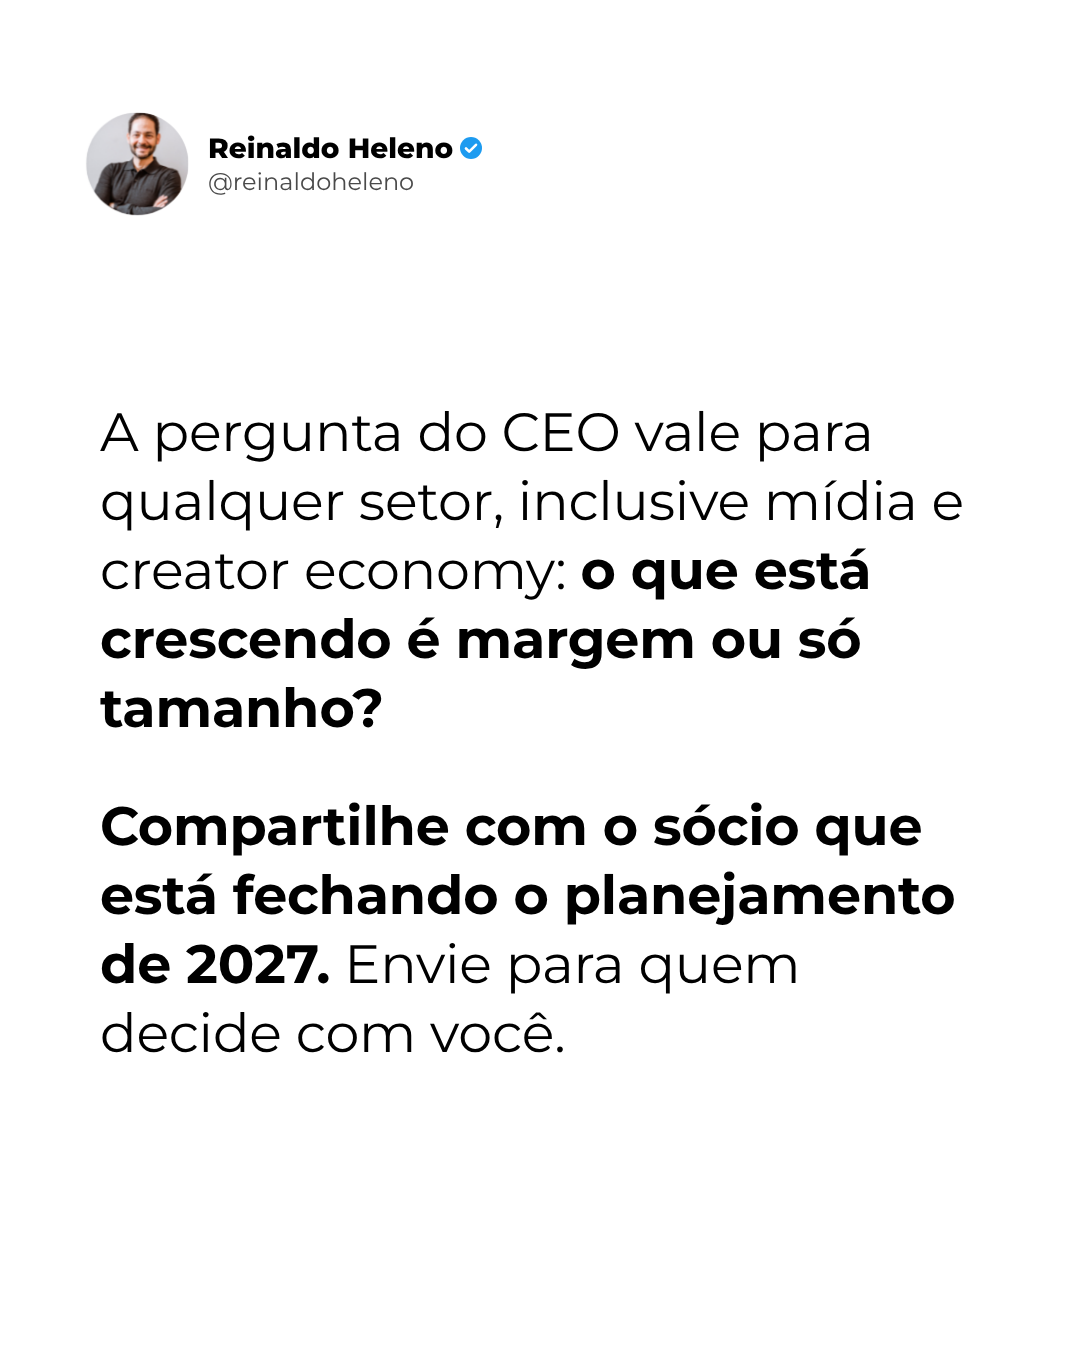 Reinaldo Heleno
@reinaldoheleno
A pergunta do CEO vale para
qualquer setor, inclusive mídia e
creator economy: o que está
crescendo é margem ou só
tamanho?
Compartilhe com o sócio que
está fechando o planejamento
de 2027. Envie para quem
decide com você.